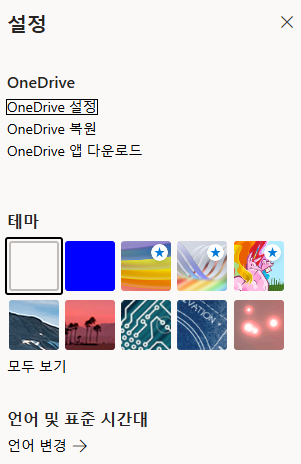 설정
OneDrive
OneDrive 설정
OneDrive 복원
OneDrive 앱 다운로드
테마
VATION
모두 보기
언어 및 표준 시간대
언어 변경 →